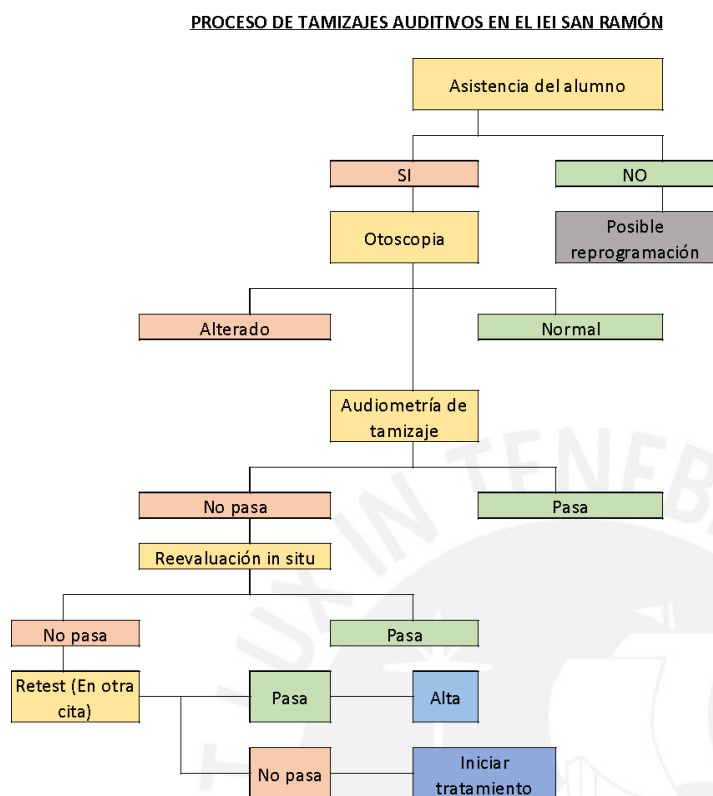 PROCESO DE TAMIZAJES AUDITIVOS EN EL IEI SAN RAMÓN
Asistencia del alumno
SI
NO
Otoscopia
Posible
reprogramación
Alterado
Normal
Audiometría de
tamizaje
No pasa
Pasa
Reevaluación in situ
No pasa
Pasa
Retest (En otra
cita)
Pasa
Alta
No pasa
Iniciar
tratamiento
LUX IN